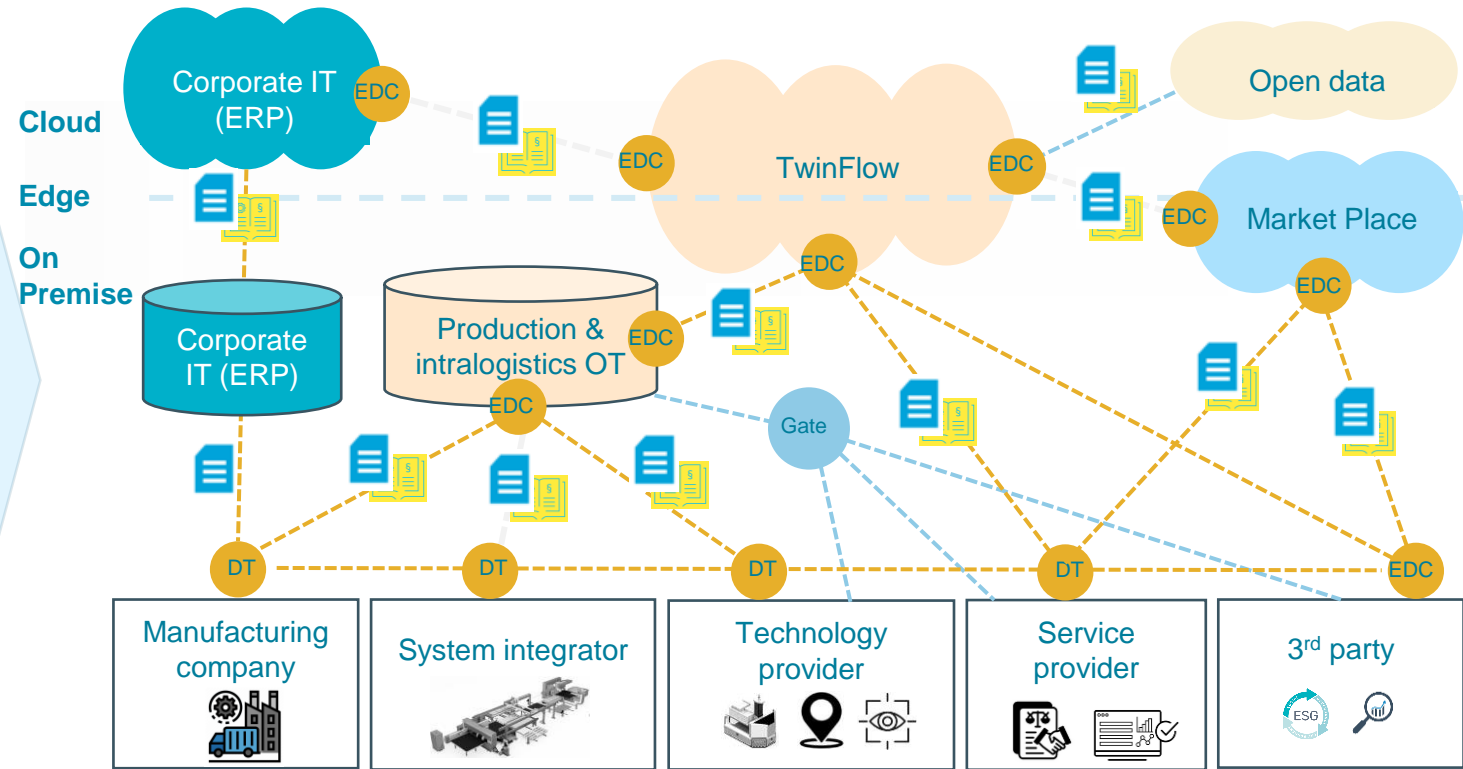 Corporate IT
(ERP)
EDC
Open data
Cloud
EDC
TwinFlow
EDC
Edge
EDC
Market Place
On
Premise
EDC
EDC
Corporate
IT (ERP)
Production &
intralogistics OT
EDC
EDC
Gate
DT
DT
DT
DT
EDC
Manufacturing
company
System integrator
Technology
provider
Service
provider
3rd party
ESG
§
§
§
§
§
§
§
§
§
§
§